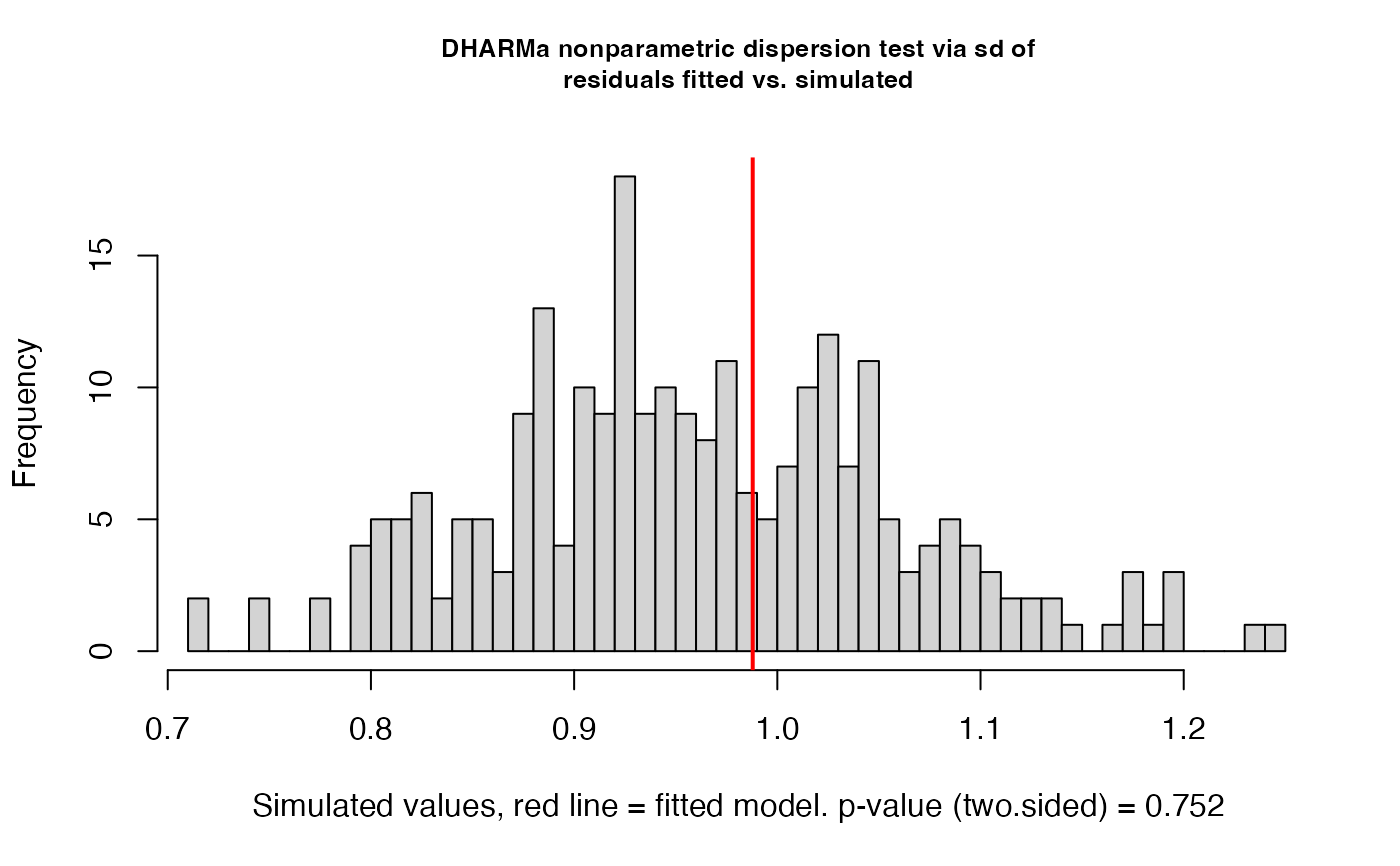 DHARMa nonparametric dispersion test via sd of
residuals fitted vs. simulated
Frequency
15
10
5
0
0.7 0.8 0.9 1.0 1.1 1.2
Simulated values, red line = fitted model. p-value (two.sided) = 0.752